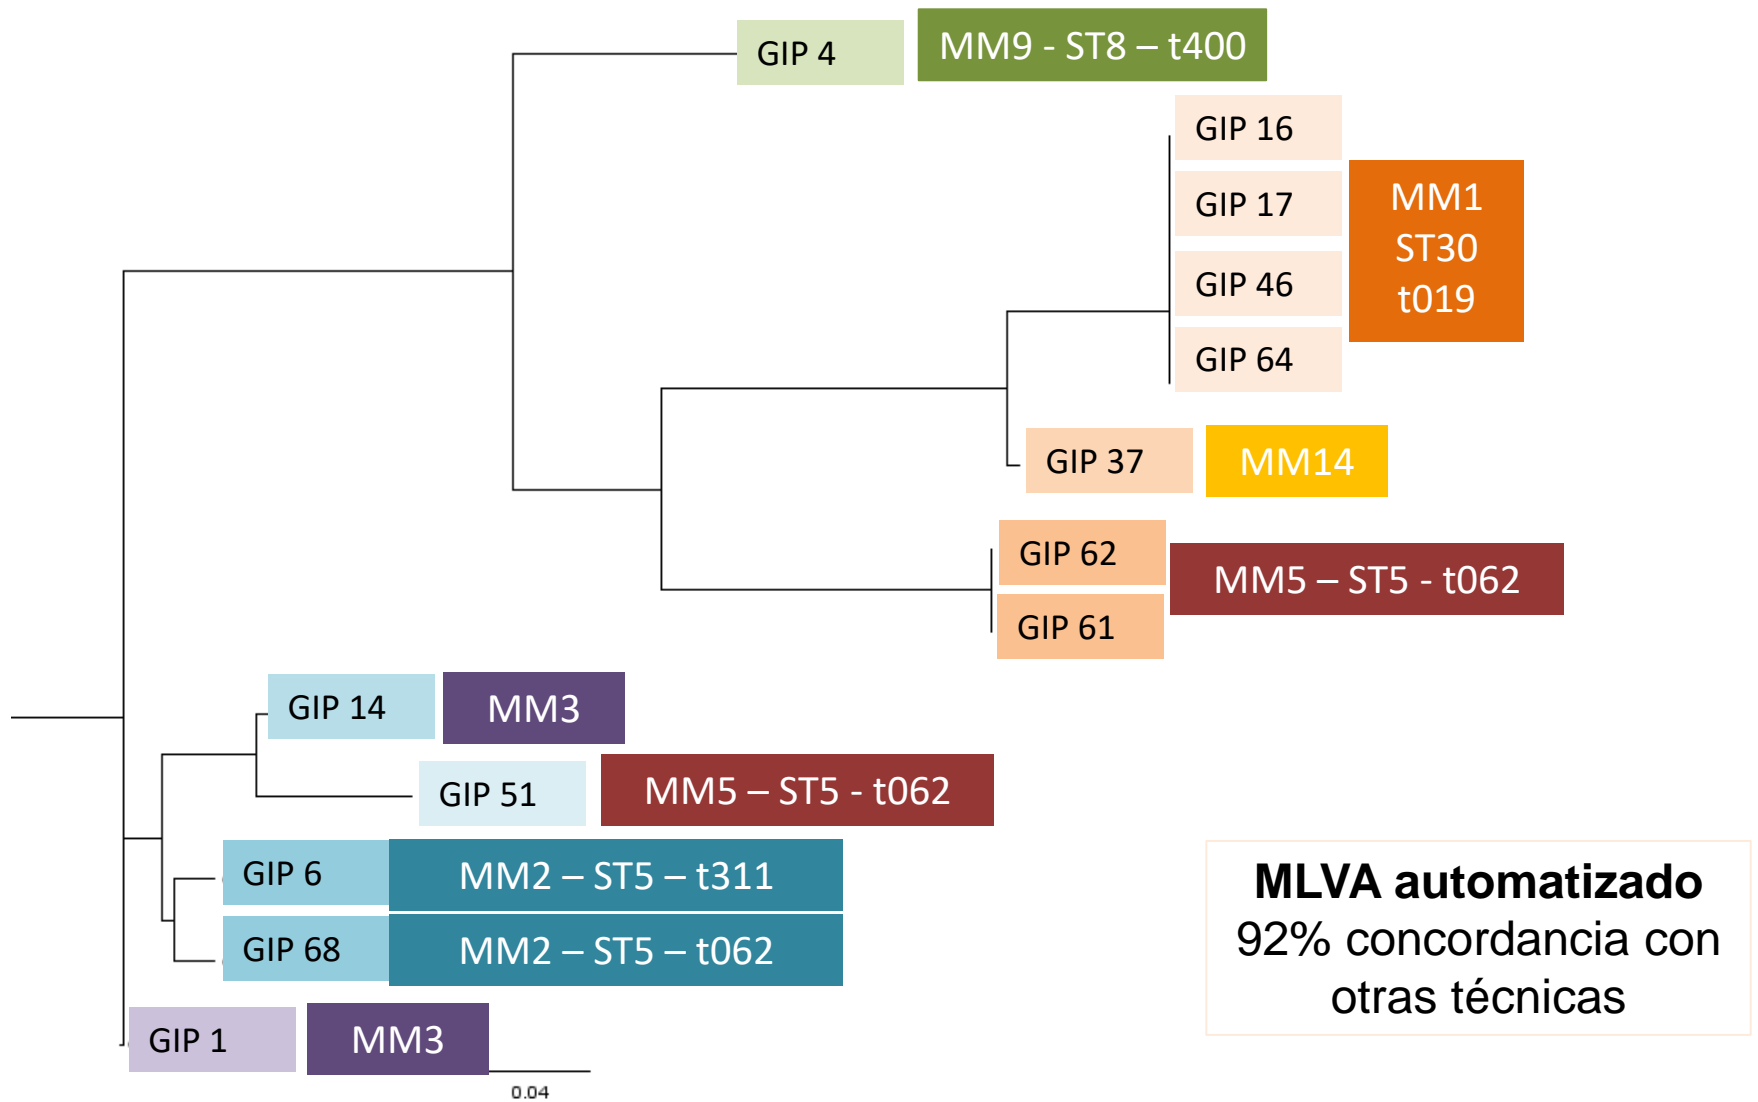 GIP 4
MM9 - ST8 – t400
GIP 16
GIP 17
GIP 46
GIP 64
MM1
ST30
t019
GIP 37
MM14
GIP 62
GIP 61
MM5 – ST5 - t062
GIP 14
MM3
GIP 51
MM5 – ST5 - t062
GIP 6
MM2 – ST5 – t311
GIP 68
MM2 – ST5 – t062
GIP 1
MM3
0.04
MLVA automatizado
92% concordancia con
otras técnicas